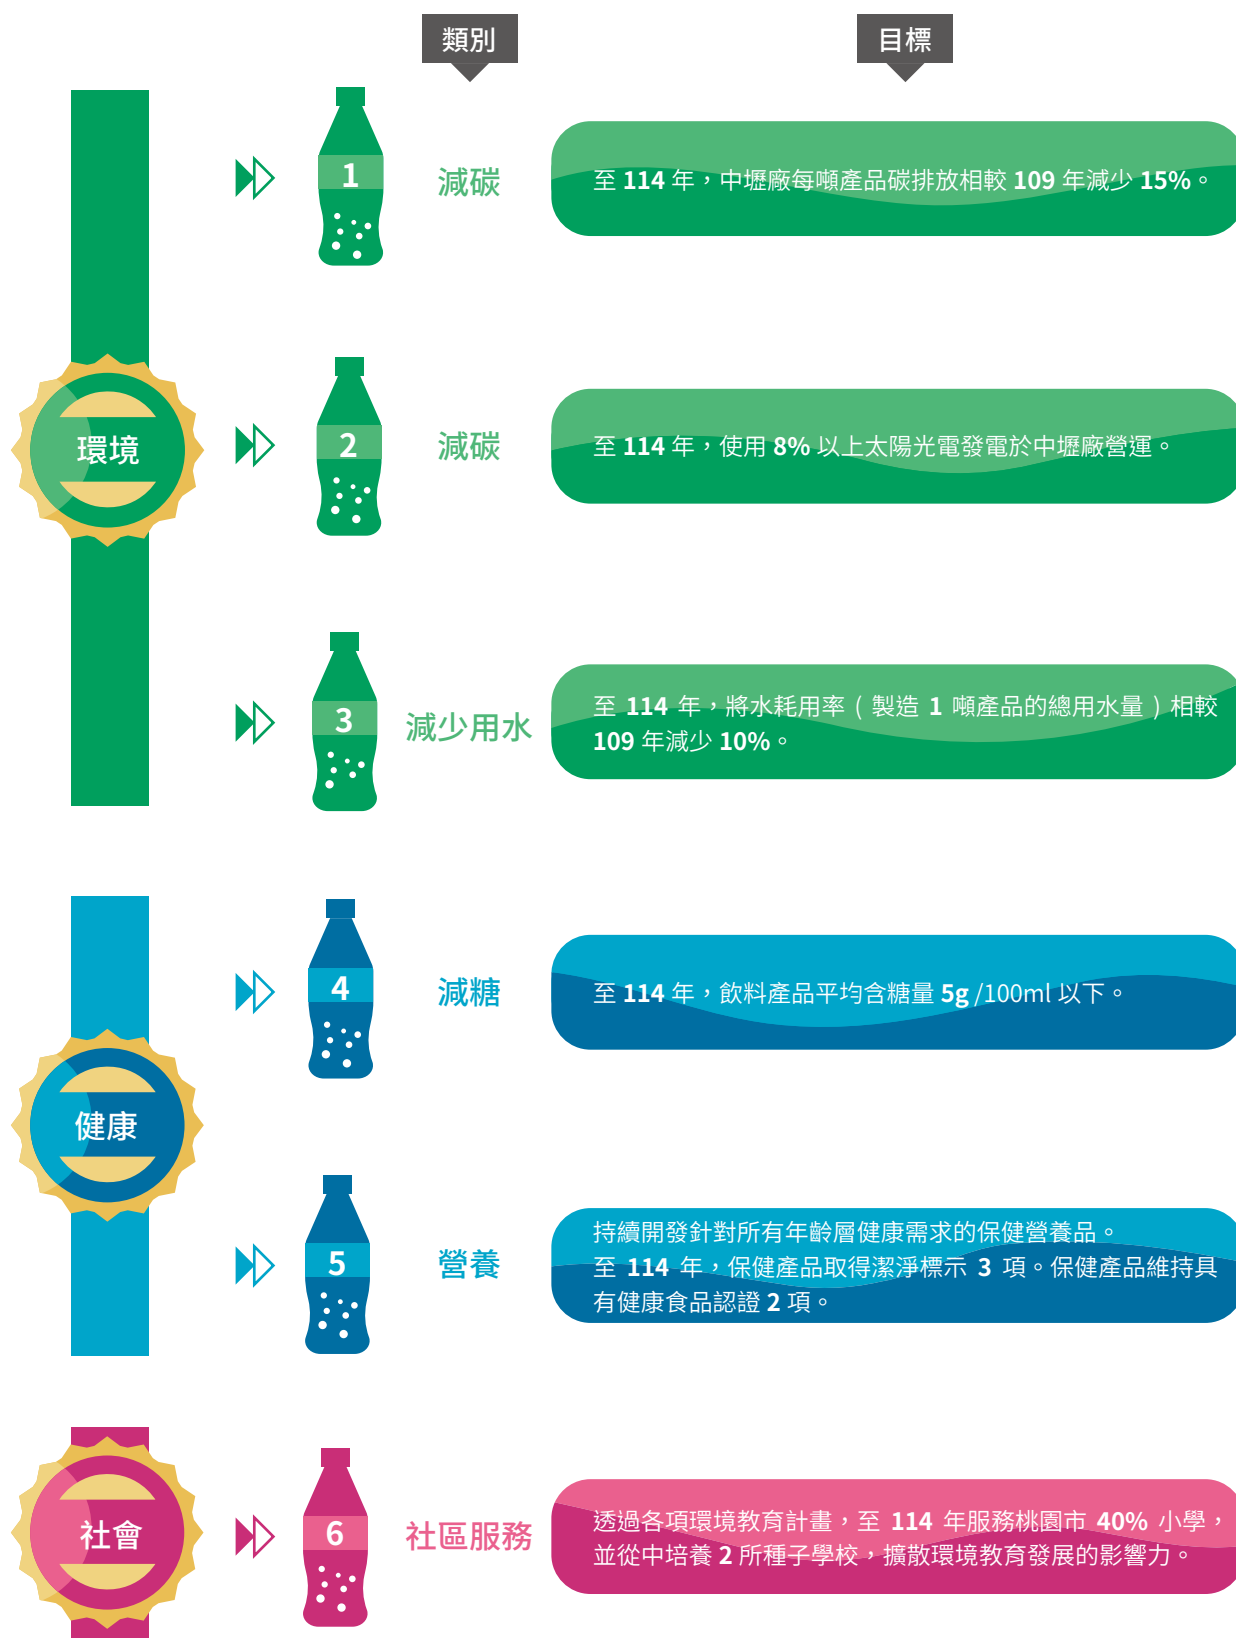 類別
目標
環境
1
減碳
至 114 年，中壢廠每噸產品碳排放相較 109 年減少 15%。
2
減碳
至 114 年，使用 8% 以上太陽光電發電於中壢廠營運。
3
減少用水
至 114 年，將水耗用率 ( 製造 1 噸產品的總用水量 ) 相較
109 年減少 10%。
健康
4
減糖
至 114 年，飲料產品平均含糖量 5g /100ml 以下。
5
營養
持續開發針對所有年齡層健康需求的保健營養品。
至 114 年，保健產品取得潔淨標示 3 項。保健產品維持具
有健康食品認證 2 項。
社會
6
社區服務
透過各項環境教育計畫，至 114 年服務桃園市 40% 小學，
並從中培養 2 所種子學校，擴散環境教育發展的影響力。